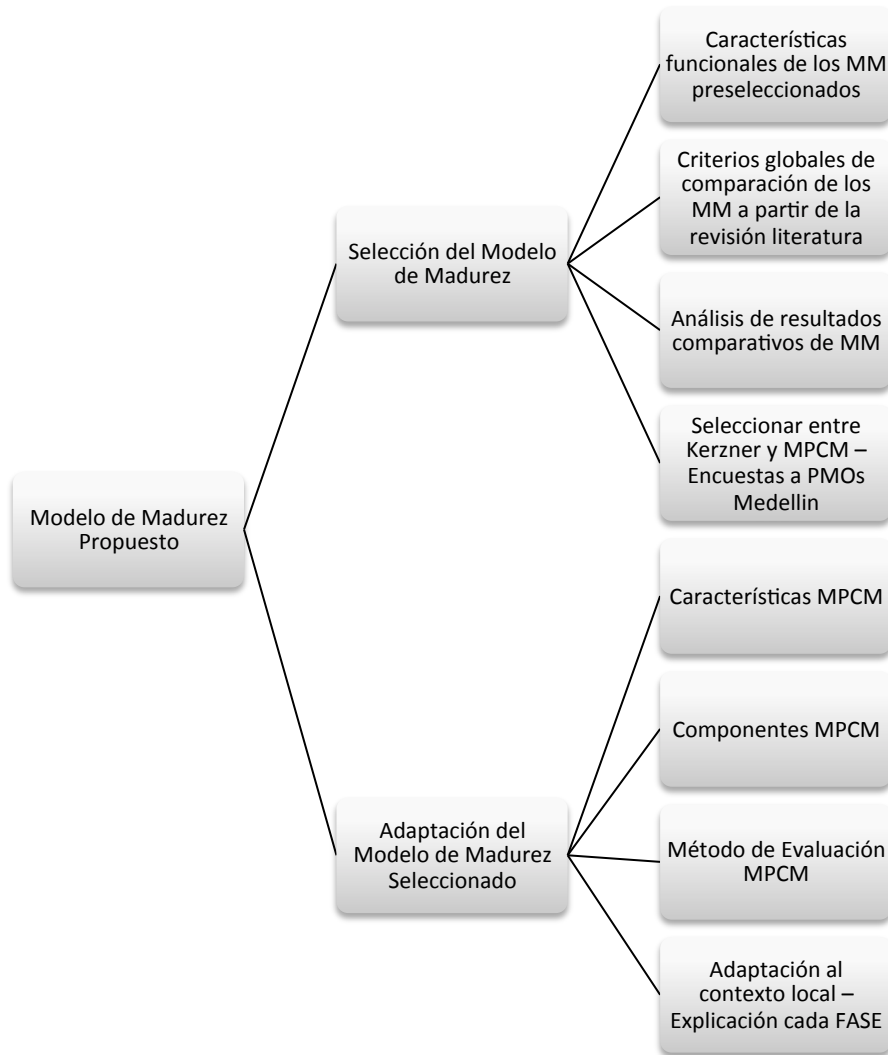 Modelo de Madurez
Propuesto
Selección del Modelo
de Madurez
Características
funcionales de los MM
preseleccionados
Criterios globales de
comparación de los
MM a partir de la
revisión literatura
Análisis de resultados
comparativos de MM
Seleccionar entre
Kerzner y MPCM –
Encuestas a PMOs
Medellin
Adaptación del
Modelo de Madurez
Seleccionado
Características MPCM
Componentes MPCM
Método de Evaluación
MPCM
Adaptación al
contexto local –
Explicación cada FASE